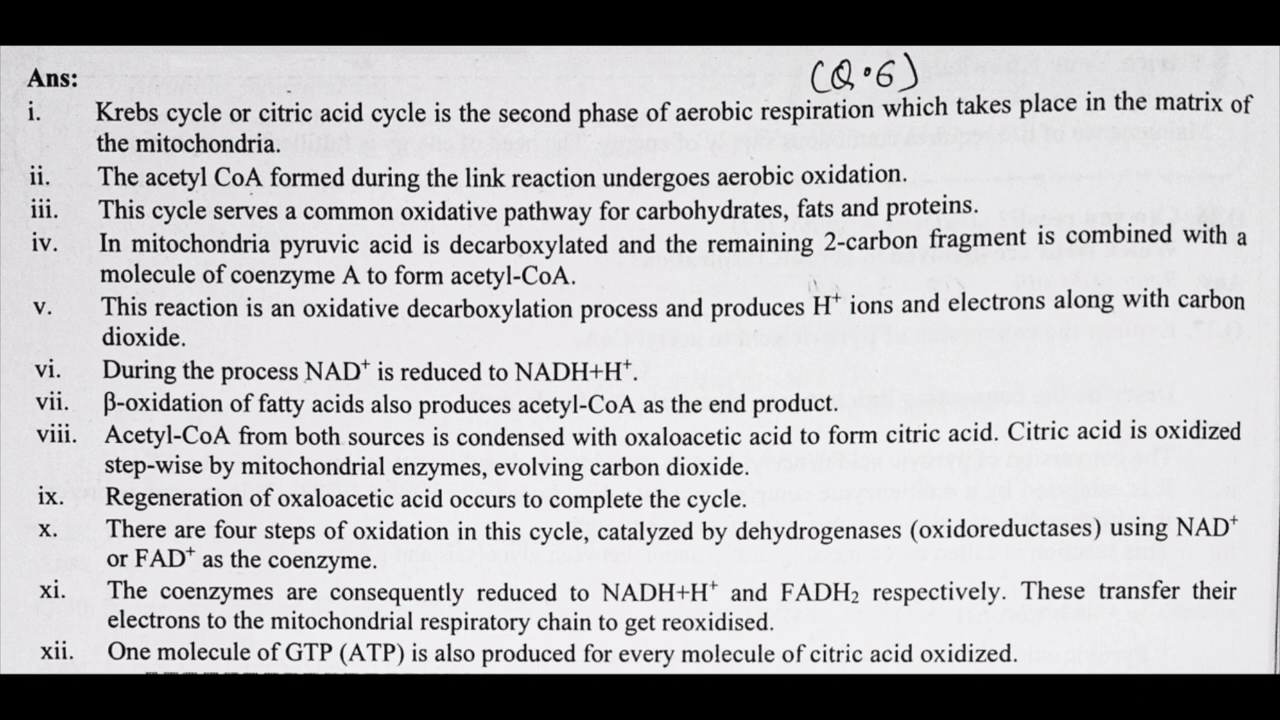 (Q.6)
Ans:
i. Krebs cycle or citric acid cycle is the second phase of aerobic respiration which takes place in the matrix of
the mitochondria.
ii. The acetyl CoA formed during the link reaction undergoes aerobic oxidation.
iii. This cycle serves a common oxidative pathway for carbohydrates, fats and proteins.
iv. In mitochondria pyruvic acid is decarboxylated and the remaining 2-carbon fragment is combined with a
molecule of coenzyme A to form acetyl-CoA.
v. This reaction is an oxidative decarboxylation process and produces H⁺ ions and electrons along with carbon
dioxide.
vi. During the process NAD⁺ is reduced to NADH+H⁺.
vii. β-oxidation of fatty acids also produces acetyl-CoA as the end product.
viii. Acetyl-CoA from both sources is condensed with oxaloacetic acid to form citric acid. Citric acid is oxidized
step-wise by mitochondrial enzymes, evolving carbon dioxide.
ix. Regeneration of oxaloacetic acid occurs to complete the cycle.
x. There are four steps of oxidation in this cycle, catalyzed by dehydrogenases (oxidoreductases) using NAD⁺
or FAD⁺ as the coenzyme.
xi. The coenzymes are consequently reduced to NADH+H⁺ and FADH₂ respectively. These transfer their
electrons to the mitochondrial respiratory chain to get reoxidised.
xii. One molecule of GTP (ATP) is also produced for every molecule of citric acid oxidized.